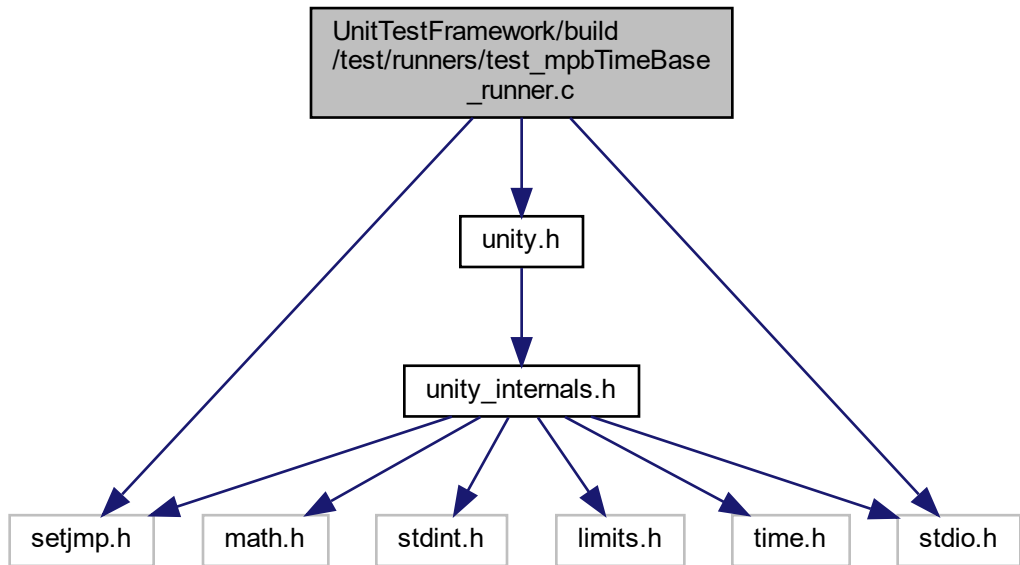 UnitTestFramework/build
/test/runners/test_mpbTimeBase
_runner.c
unity.h
unity_internals.h
setjmp.h
math.h
stdint.h
limits.h
time.h
stdio.h